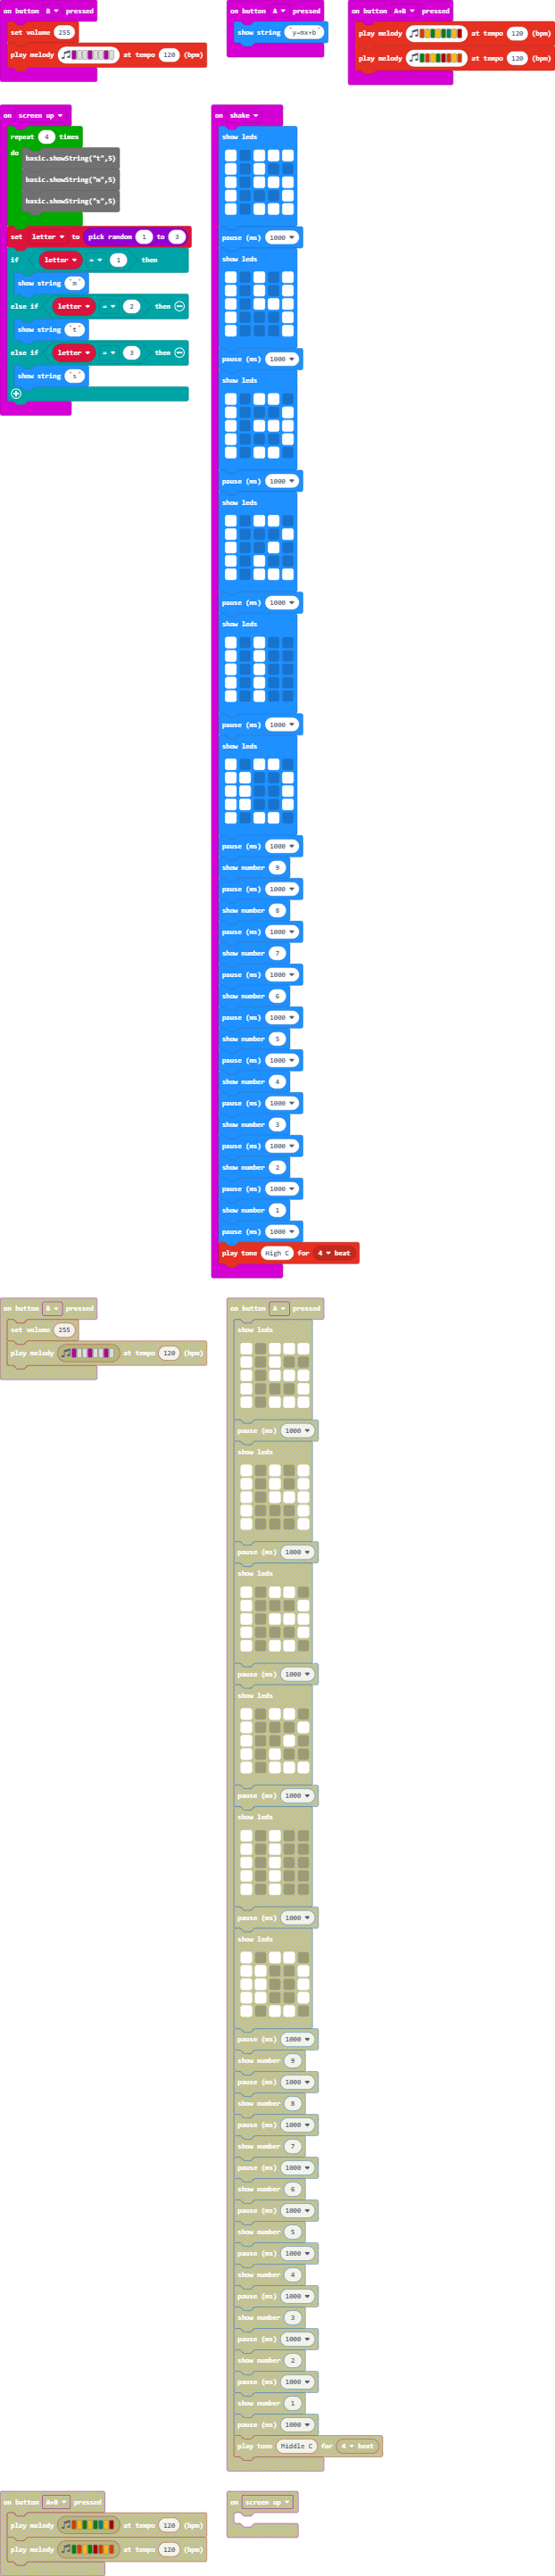 on button B pressed
set volume 255
play melody at tempo 120 (bpm)
on button A pressed
show string "y=mx+b"
on button A+B pressed
play melody at tempo 120 (bpm)
play melody at tempo 120 (bpm)
on screen up
repeat 4 times
do
basic.showString("t",5)
basic.showString("m",5)
basic.showString("s",5)
set letter to pick random 1 to 3
if letter = 1 then
show string "m"
else if letter = 2 then
show string "t"
else if letter = 3 then
show string "s"
on shake
show leds
pause (ms) 1000
show leds
pause (ms) 1000
show leds
pause (ms) 1000
show leds
pause (ms) 1000
show leds
pause (ms) 1000
show leds
pause (ms) 1000
show number 9
pause (ms) 1000
show number 8
pause (ms) 1000
show number 7
pause (ms) 1000
show number 6
pause (ms) 1000
show number 5
pause (ms) 1000
show number 4
pause (ms) 1000
show number 3
pause (ms) 1000
show number 2
pause (ms) 1000
show number 1
pause (ms) 1000
play tone High C for 4 beat
on button B pressed
set volume 255
play melody at tempo 120 (bpm)
on button A pressed
show leds
pause (ms) 1000
show leds
pause (ms) 1000
show leds
pause (ms) 1000
show leds
pause (ms) 1000
show leds
pause (ms) 1000
show leds
pause (ms) 1000
show number 9
pause (ms) 1000
show number 8
pause (ms) 1000
show number 7
pause (ms) 1000
show number 6
pause (ms) 1000
show number 5
pause (ms) 1000
show number 4
pause (ms) 1000
show number 3
pause (ms) 1000
show number 2
pause (ms) 1000
show number 1
pause (ms) 1000
play tone Middle C for 4 beat
on button A+B pressed
play melody at tempo 120 (bpm)
play melody at tempo 120 (bpm)
on screen up